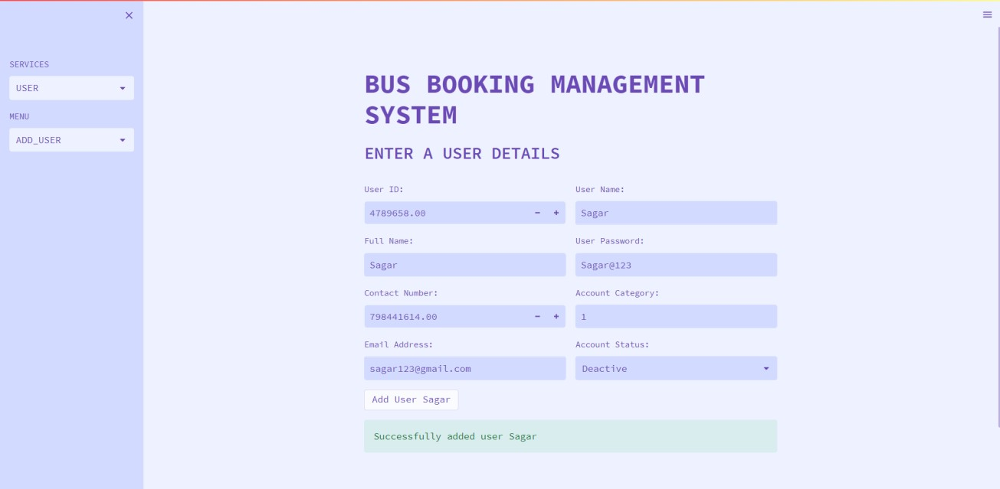 SERVICES
USER
MENU
ADD_USER
BUS BOOKING MANAGEMENT
SYSTEM
ENTER A USER DETAILS
User ID:
4789658.00
User Name:
Sagar
Full Name:
Sagar
User Password:
Sagar@123
Contact Number:
798441614.00
Account Category:
1
Email Address:
sagar123@gmail.com
Account Status:
Deactive
Add User Sagar
Successfully added user Sagar